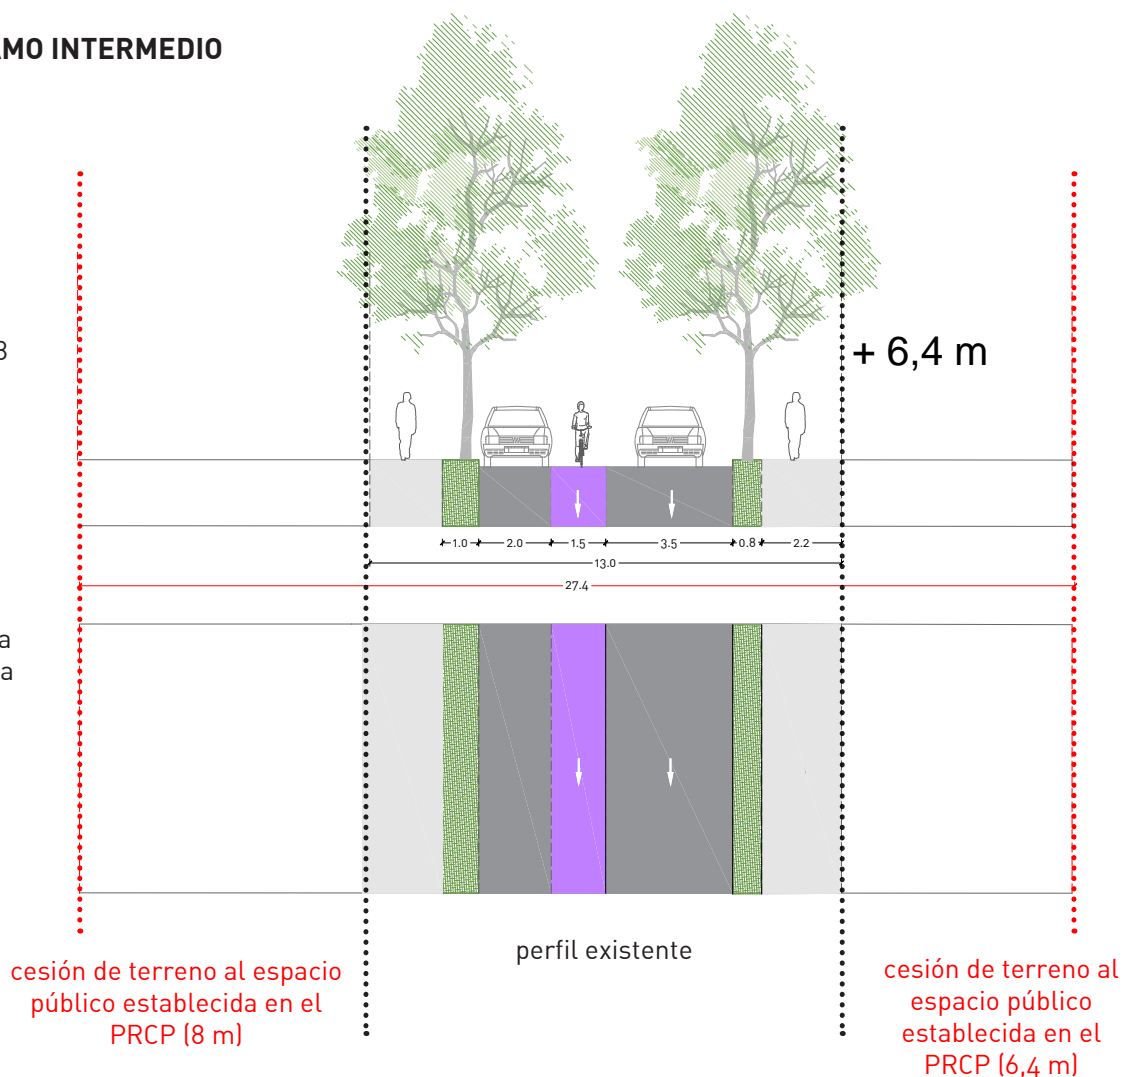 AMO INTERMEDIO
3
+ 6,4 m
1.0 2.0 1.5 3.5 0.8 2.2
13.0
27.4
a
a
perfil existente
cesión de terreno al espacio
público establecida en el
PRCP (8 m)
cesión de terreno al
espacio público
establecida en el
PRCP (6,4 m)